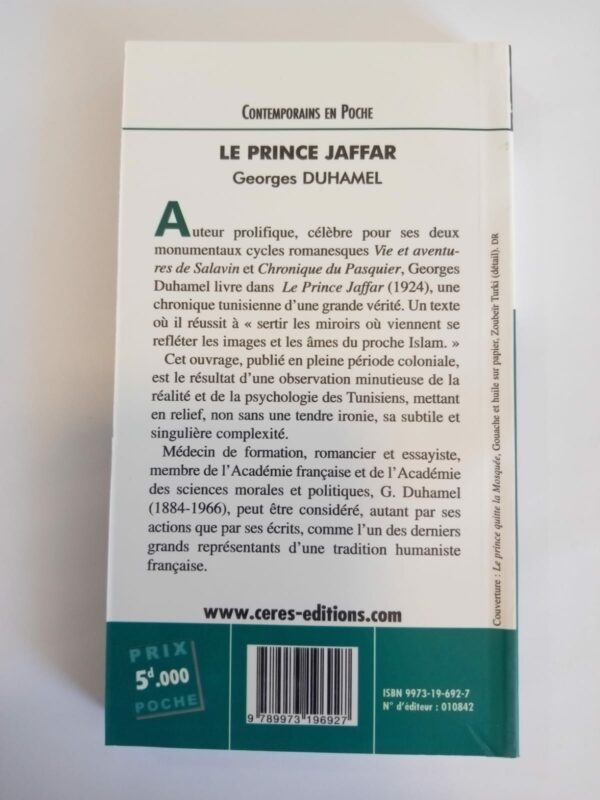 CONTEMPORAINS EN POCHE
LE PRINCE JAFFAR
Georges DUHAMEL
Auteur prolifique, célèbre pour ses deux
monumentaux cycles romanesques Vie et aventu-
res de Salavin et Chronique du Pasquier, Georges
Duhamel livre dans Le Prince Jaffar (1924), une
chronique tunisienne d'une grande vérité. Un texte
où il réussit à « sertir les miroirs où viennent se
refléter les images et les âmes du proche Islam. »
Cet ouvrage, publié en pleine période coloniale,
est le résultat d'une observation minutieuse de la
réalité et de la psychologie des Tunisiens, mettant
en relief, non sans une tendre ironie, sa subtile et
singulière complexité.
Médecin de formation, romancier et essayiste,
membre de l'Académie française et de l'Académie
des sciences morales et politiques, G. Duhamel
(1884-1966), peut être considéré, autant par ses
actions que par ses écrits, comme l'un des derniers
grands représentants d'une tradition humaniste
française.
Couverture : Le prince quitte la Mosquée, Gouache et huile sur papier, Zoubeïr Turki (détail). DR
www.ceres-editions.com
PRIX
5d.000
POCHE
9 789973 196927
ISBN 9973-19-692-7
N° d'éditeur : 010842